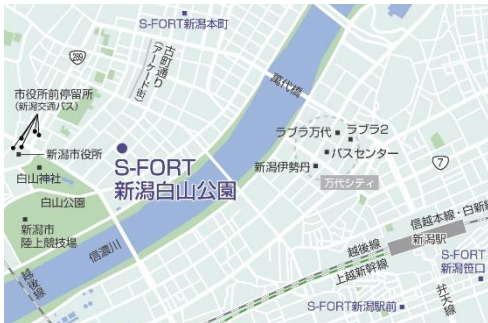 S-FORT新潟本町
289
古町通り
(アーケード街)
市役所前停留所
(新潟交通バス)
萬代橋
ラブラ万代
ラブラ2
バスセンター
新潟伊勢丹
万代シティ
7
新潟市役所
白山神社
S-FORT
新潟白山公園
白山公園
新潟市
陸上競技場
信濃川
越後線
信越本線・白新線
新潟駅
越後線
上越新幹線
S-FORT
新潟笹口
S-FORT新潟駅前
弁天線